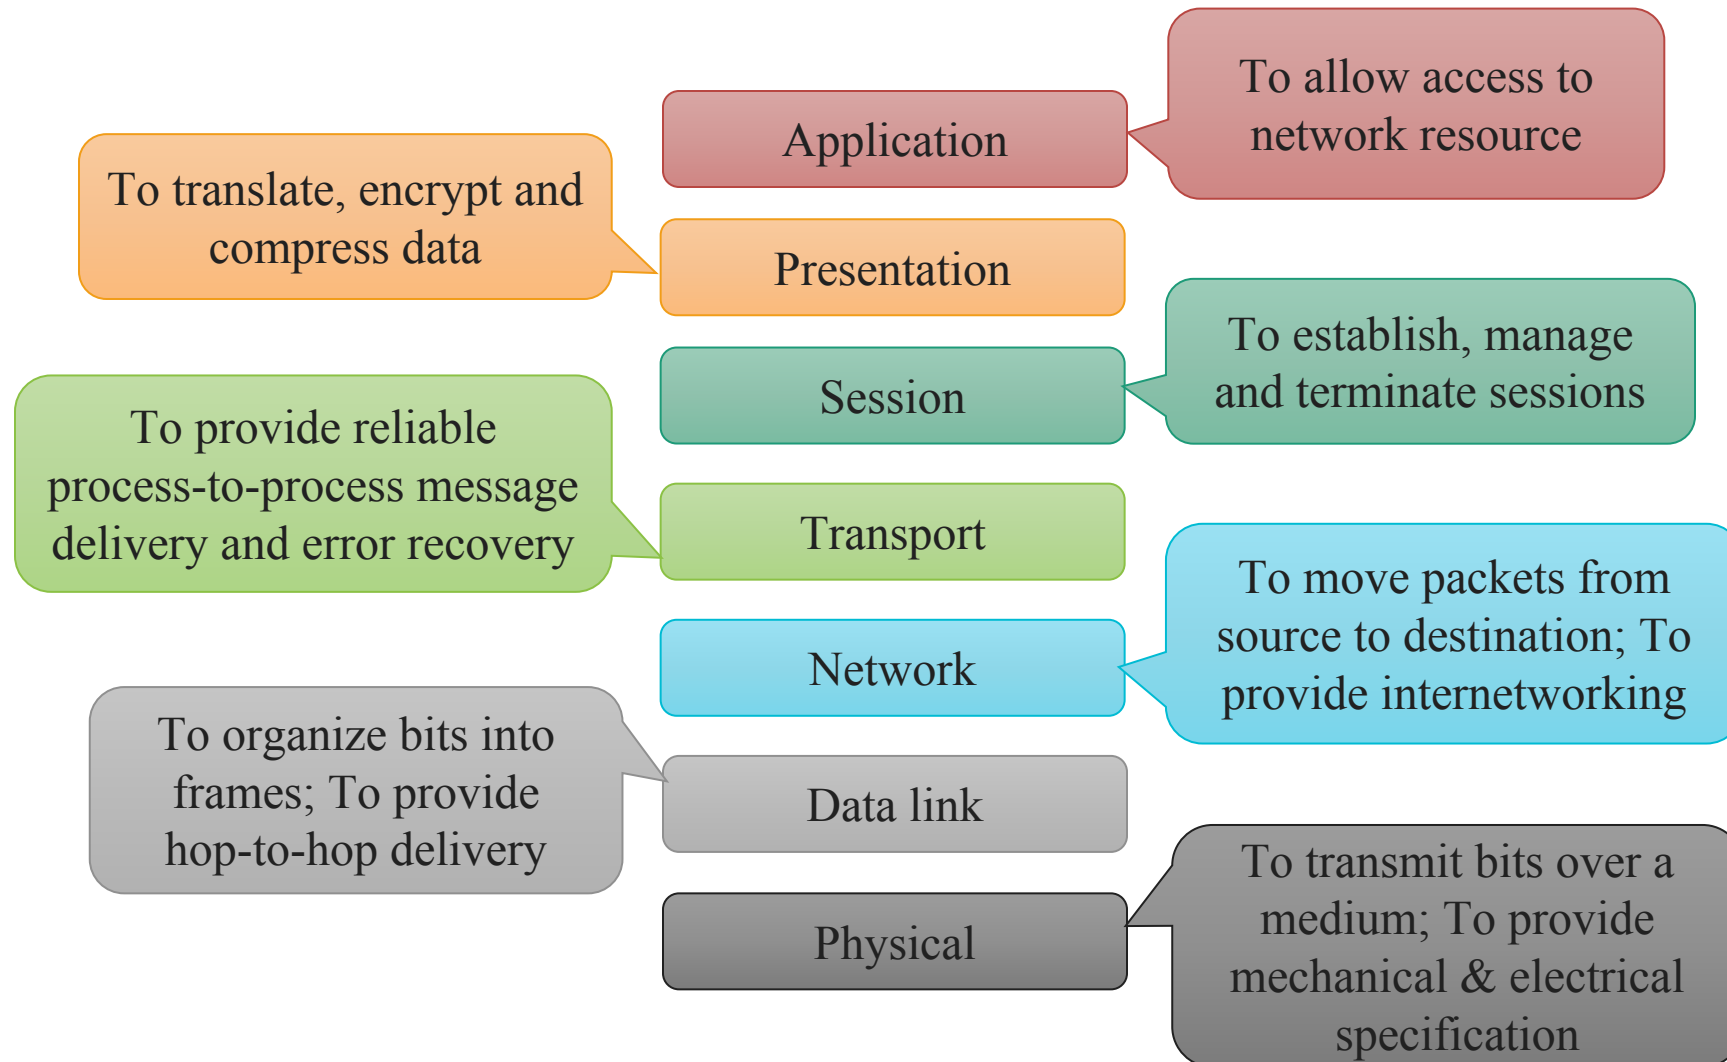 Application
To allow access to
network resource
To translate, encrypt and
compress data
Presentation
Session
To establish, manage
and terminate sessions
To provide reliable
process-to-process message
delivery and error recovery
Transport
Network
To move packets from
source to destination; To
provide internetworking
To organize bits into
frames; To provide
hop-to-hop delivery
Data link
Physical
To transmit bits over a
medium; To provide
mechanical & electrical
specification